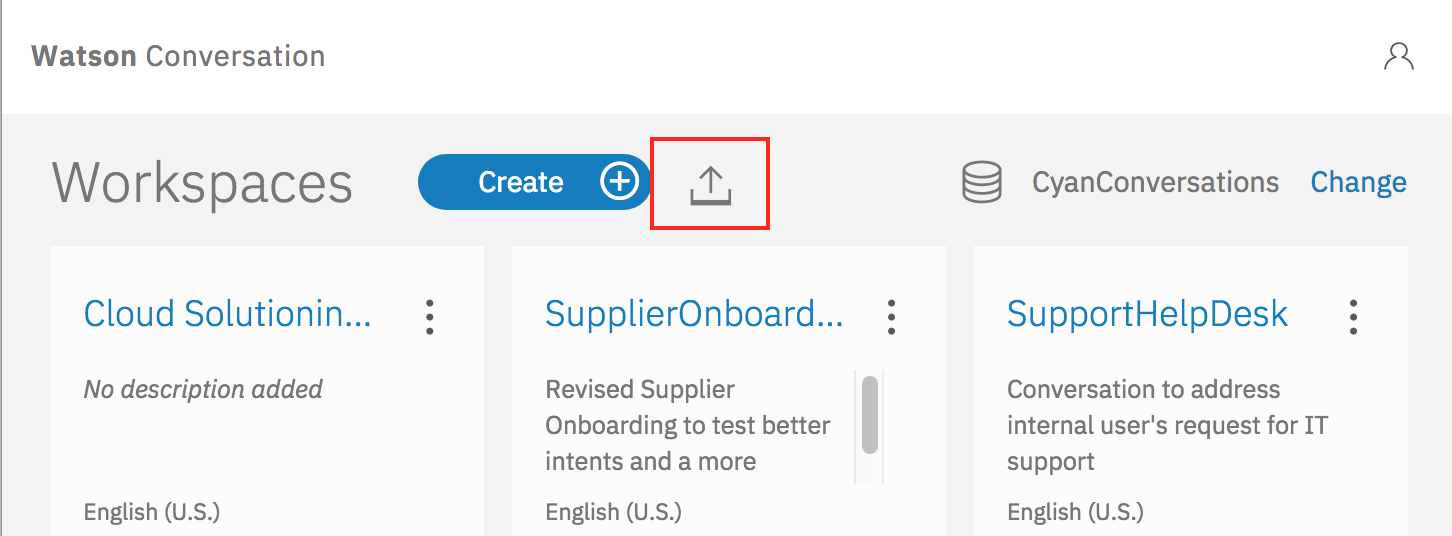 Watson Conversation
Workspaces
Create
CyanConversations
Change
Cloud Solutionin...
No description added
English (U.S.)
SupplierOnboard...
Revised Supplier
Onboarding to test better
intents and a more
English (U.S.)
SupportHelpDesk
Conversation to address
internal user's request for IT
support
English (U.S.)